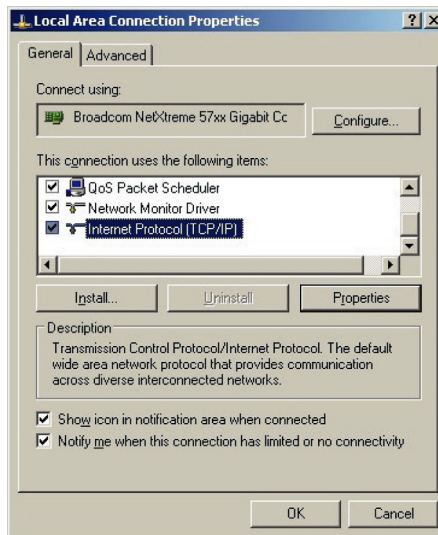 Local Area Connection Properties
General
Advanced
Connect using:
Broadcom NetXtreme 57xx Gigabit Cc
Configure...
This connection uses the following items:
QoS Packet Scheduler
Network Monitor Driver
Internet Protocol (TCP/IP)
Install...
Uninstall
Properties
Description
Transmission Control Protocol/Internet Protocol. The default
wide area network protocol that provides communication
across diverse interconnected networks.
Show icon in notification area when connected
Notify me when this connection has limited or no connectivity
OK
Cancel